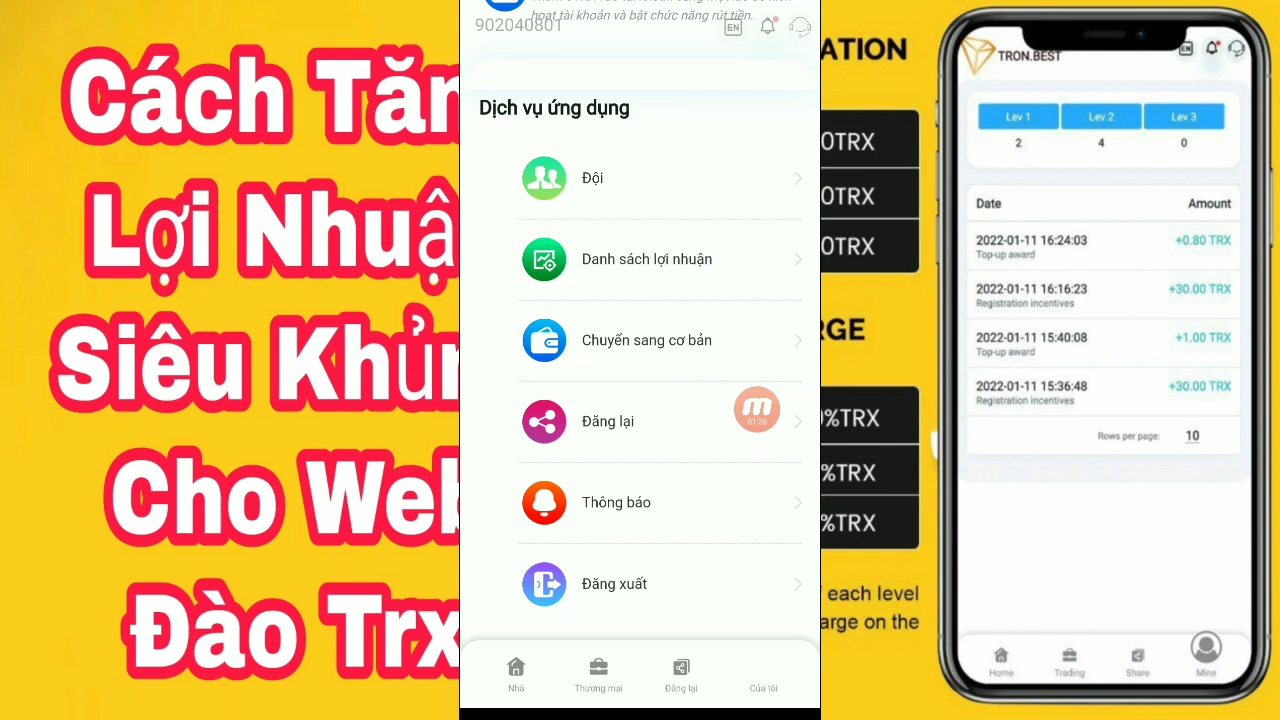 Cách Tăn
Lợi Nhuậ
Siêu Khủn
Cho Web
Đào Trx
hoạt tài khoản và bật chức năng rút tiền.
902040801
EN
Dịch vụ ứng dụng
Đội
Danh sách lợi nhuận
Chuyển sang cơ bản
Đăng lại
01:26
Thông báo
Đăng xuất
Nhà
Thương mại
Đăng lại
Của tôi
ATION
0TRX
0TRX
0TRX
RGE
%TRX
%TRX
%TRX
each level
arge on the
TRON.BEST
EN
Lev 1
Lev 2
Lev 3
2
4
0
Date
Amount
2022-01-11 16:24:03
+0.80 TRX
Top-up award
2022-01-11 16:16:23
+30.00 TRX
Registration incentives
2022-01-11 15:40:08
+1.00 TRX
Top-up award
2022-01-11 15:36:48
+30.00 TRX
Registration incentives
Rows per page:
10
Home
Trading
Share
Mine